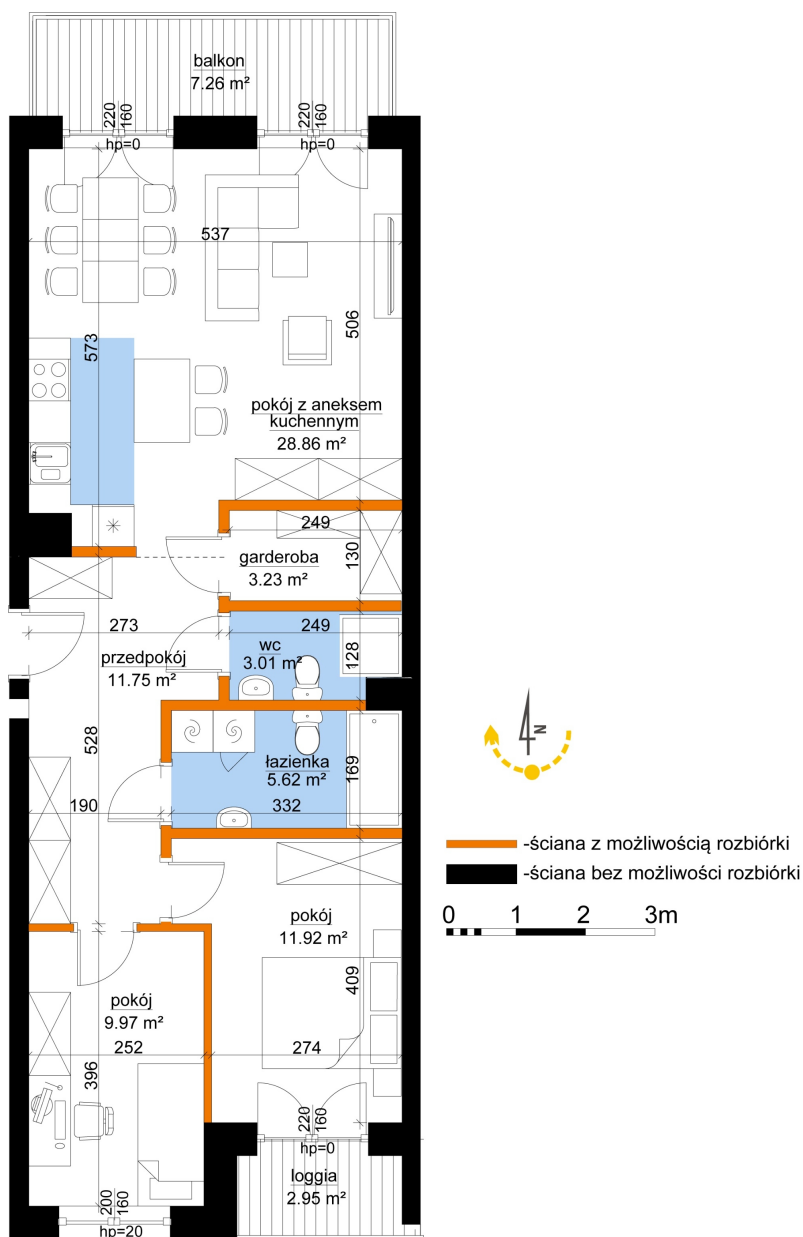 balkon
7.26 m²
220
160
hp=0
220
160
hp=0
537
573
506
pokój z aneksem
kuchennym
28.86 m²
249
garderoba
3.23 m²
130
273
249
wc
3.01 m²
128
przedpokój
11.75 m²
528
łazienka
5.62 m²
169
190
332
N
-ściana z możliwością rozbiórki
-ściana bez możliwości rozbiórki
0 1 2 3m
pokój
11.92 m²
409
pokój
9.97 m²
252
274
396
220
160
hp=0
loggia
2.95 m²
200
160
hp=20